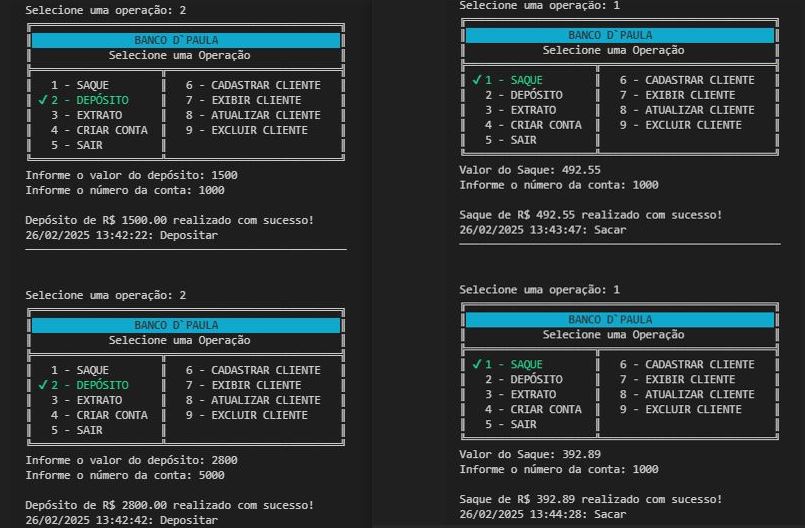 Selecione uma operação: 2
BANCO D`PAULA
Selecione uma Operação
1 - SAQUE 6 - CADASTRAR CLIENTE
✔ 2 - DEPÓSITO 7 - EXIBIR CLIENTE
3 - EXTRATO 8 - ATUALIZAR CLIENTE
4 - CRIAR CONTA 9 - EXCLUIR CLIENTE
5 - SAIR
Informe o valor do depósito: 1500
Informe o número da conta: 1000
Depósito de R$ 1500.00 realizado com sucesso!
26/02/2025 13:42:22: Depositar
Selecione uma operação: 2
BANCO D`PAULA
Selecione uma Operação
1 - SAQUE 6 - CADASTRAR CLIENTE
✔ 2 - DEPÓSITO 7 - EXIBIR CLIENTE
3 - EXTRATO 8 - ATUALIZAR CLIENTE
4 - CRIAR CONTA 9 - EXCLUIR CLIENTE
5 - SAIR
Informe o valor do depósito: 2800
Informe o número da conta: 5000
Depósito de R$ 2800.00 realizado com sucesso!
26/02/2025 13:42:42: Depositar
Selecione uma operação: 1
BANCO D`PAULA
Selecione uma Operação
✔ 1 - SAQUE 6 - CADASTRAR CLIENTE
2 - DEPÓSITO 7 - EXIBIR CLIENTE
3 - EXTRATO 8 - ATUALIZAR CLIENTE
4 - CRIAR CONTA 9 - EXCLUIR CLIENTE
5 - SAIR
Valor do Saque: 492.55
Informe o número da conta: 1000
Saque de R$ 492.55 realizado com sucesso!
26/02/2025 13:43:47: Sacar
Selecione uma operação: 1
BANCO D`PAULA
Selecione uma Operação
✔ 1 - SAQUE 6 - CADASTRAR CLIENTE
2 - DEPÓSITO 7 - EXIBIR CLIENTE
3 - EXTRATO 8 - ATUALIZAR CLIENTE
4 - CRIAR CONTA 9 - EXCLUIR CLIENTE
5 - SAIR
Valor do Saque: 392.89
Informe o número da conta: 1000
Saque de R$ 392.89 realizado com sucesso!
26/02/2025 13:44:28: Sacar